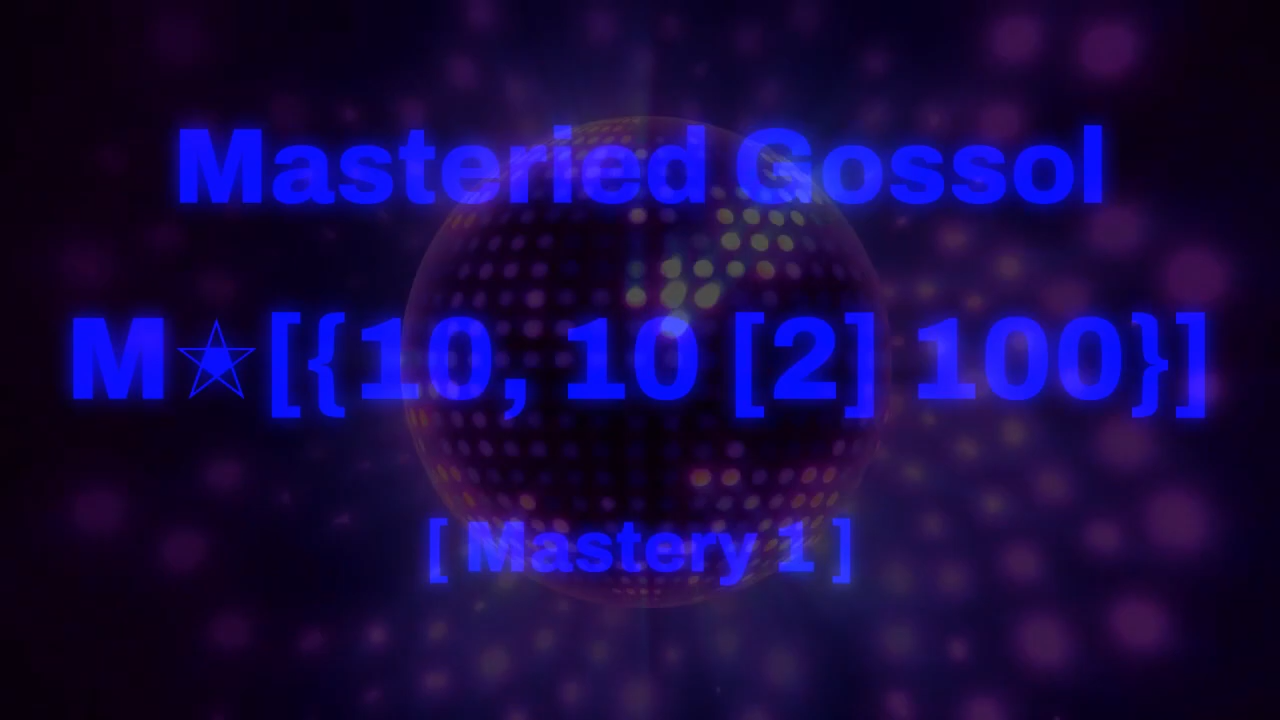 Masteried Gossol
M☆[{10, 10 [2] 100}]
[ Mastery 1 ]